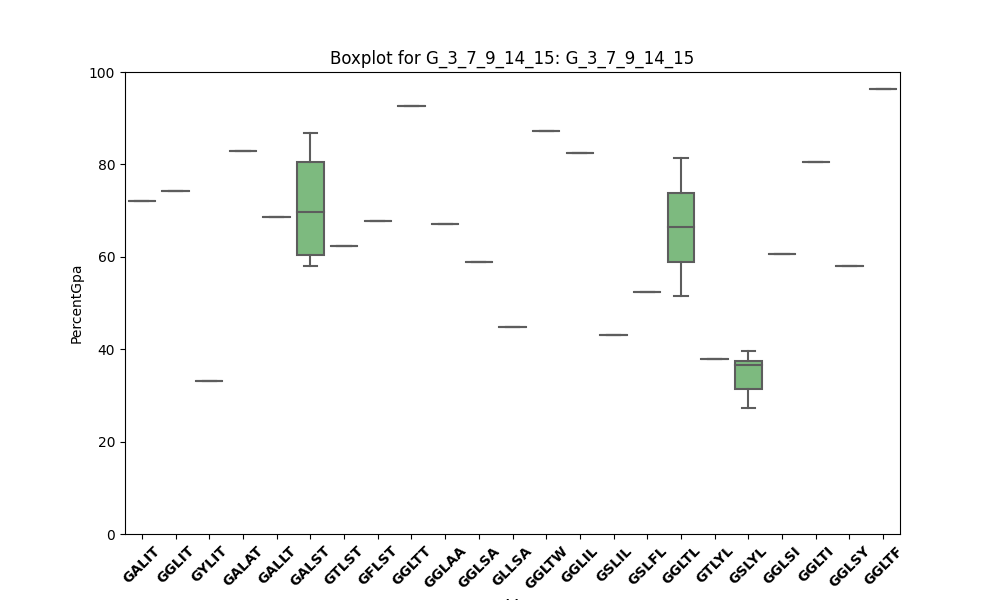 Boxplot for G_3_7_9_14_15: G_3_7_9_14_15
100
80
60
40
20
0
PercentGpa
GALIT GGLIT GYLIT GALAT GALLT GALST GTLST GFLST GGLTT GGLAA GGLSA GLLSA GGLTW GGLIL GSLIL GSLFL GGLTL GTLYL GSLYL GGLSI GGLTI GGLSY GGLTF